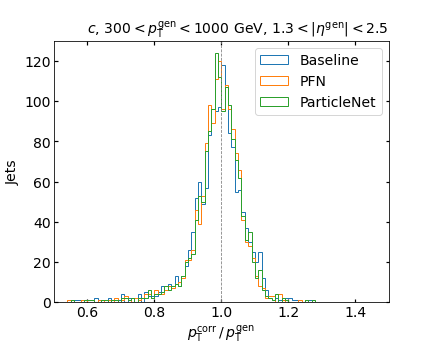 c, 300 < p_T^gen < 1000 GeV, 1.3 < |η^gen| < 2.5
Baseline
PFN
ParticleNet
Jets
120
100
80
60
40
20
0
0.6 0.8 1.0 1.2 1.4
p_T^corr / p_T^gen